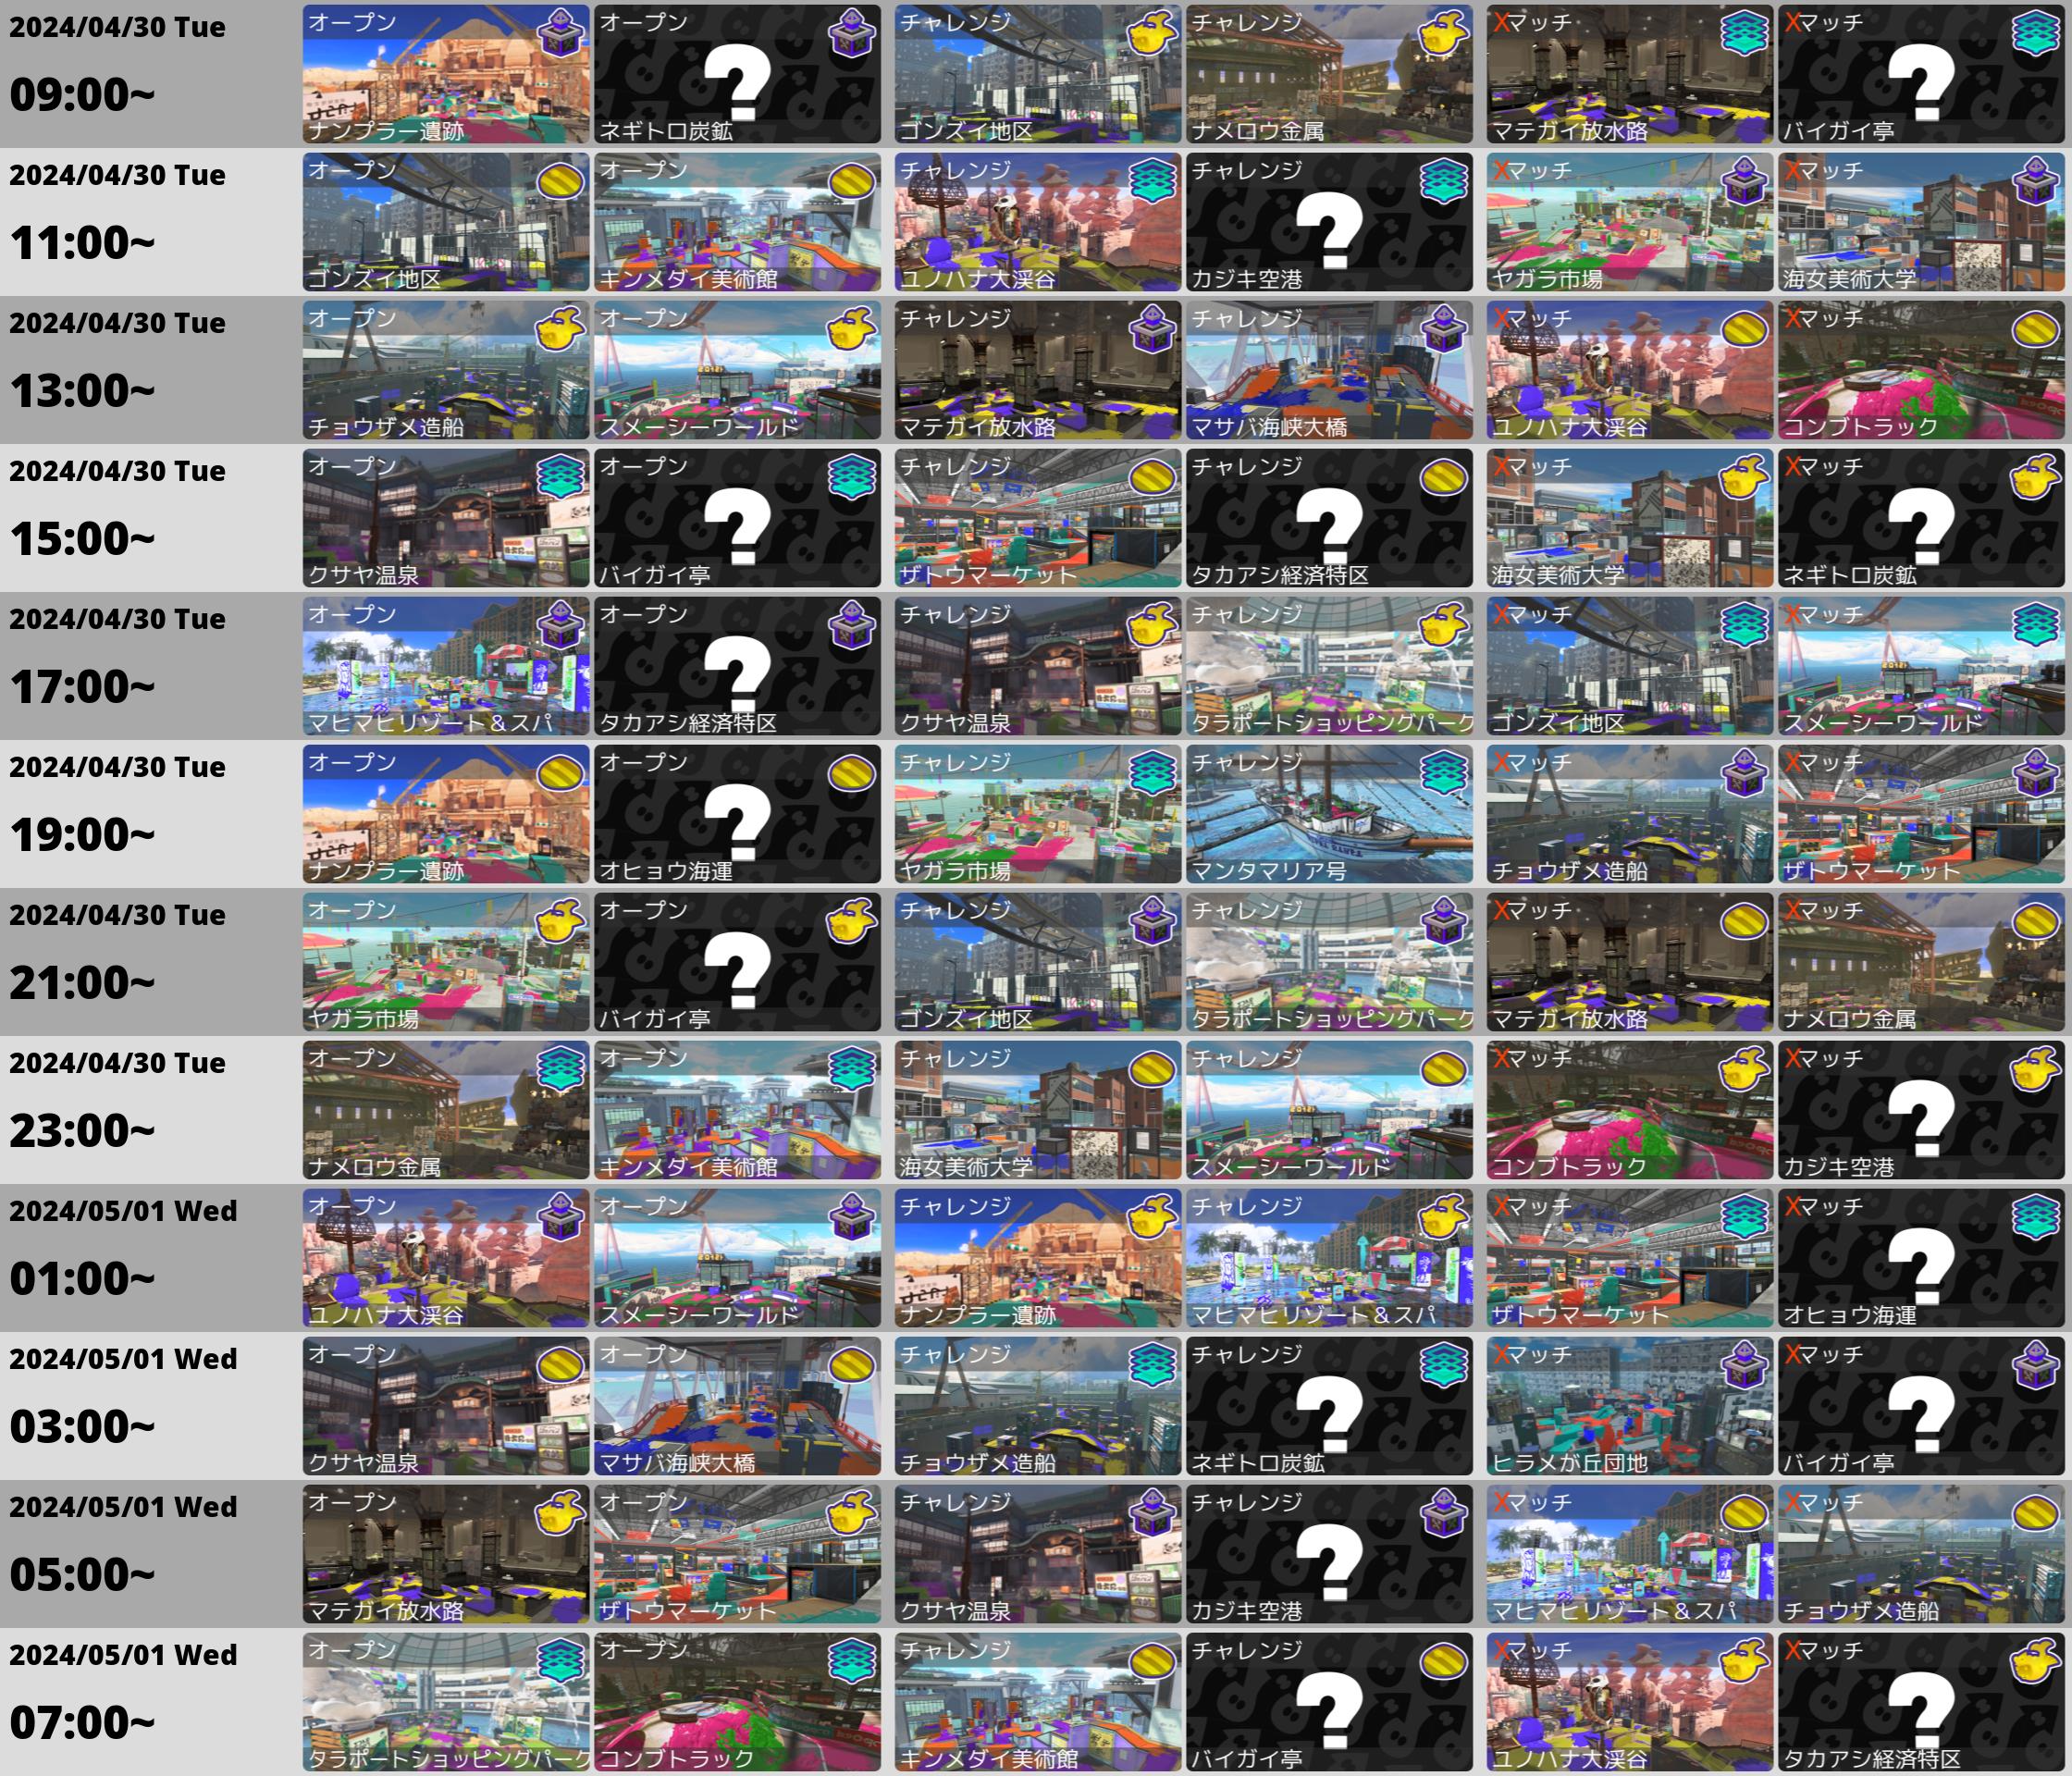 2024/04/30 Tue
09:00~
オープン
ナンプラー遺跡
オープン
ネギトロ炭鉱
チャレンジ
ゴンズイ地区
チャレンジ
ナメロウ金属
Xマッチ
マテガイ放水路
Xマッチ
バイガイ亭
2024/04/30 Tue
11:00~
オープン
ゴンズイ地区
オープン
キンメダイ美術館
チャレンジ
ユノハナ大渓谷
チャレンジ
カジキ空港
Xマッチ
ヤガラ市場
Xマッチ
海女美術大学
2024/04/30 Tue
13:00~
オープン
チョウザメ造船
オープン
スメーシーワールド
チャレンジ
マテガイ放水路
チャレンジ
マサバ海峡大橋
Xマッチ
ユノハナ大渓谷
Xマッチ
コンブトラック
2024/04/30 Tue
15:00~
オープン
クサヤ温泉
オープン
バイガイ亭
チャレンジ
ザトウマーケット
チャレンジ
タカアシ経済特区
Xマッチ
海女美術大学
Xマッチ
ネギトロ炭鉱
2024/04/30 Tue
17:00~
オープン
マヒマヒリゾート＆スパ
オープン
タカアシ経済特区
チャレンジ
クサヤ温泉
チャレンジ
タラポートショッピングパーク
Xマッチ
ゴンズイ地区
Xマッチ
スメーシーワールド
2024/04/30 Tue
19:00~
オープン
ナンプラー遺跡
オープン
オヒョウ海運
チャレンジ
ヤガラ市場
チャレンジ
マンタマリア号
Xマッチ
チョウザメ造船
Xマッチ
ザトウマーケット
2024/04/30 Tue
21:00~
オープン
ヤガラ市場
オープン
バイガイ亭
チャレンジ
ゴンズイ地区
チャレンジ
タラポートショッピングパーク
Xマッチ
マテガイ放水路
Xマッチ
ナメロウ金属
2024/04/30 Tue
23:00~
オープン
ナメロウ金属
オープン
キンメダイ美術館
チャレンジ
海女美術大学
チャレンジ
スメーシーワールド
Xマッチ
コンブトラック
Xマッチ
カジキ空港
2024/05/01 Wed
01:00~
オープン
ユノハナ大渓谷
オープン
スメーシーワールド
チャレンジ
ナンプラー遺跡
チャレンジ
マヒマヒリゾート＆スパ
Xマッチ
ザトウマーケット
Xマッチ
オヒョウ海運
2024/05/01 Wed
03:00~
オープン
クサヤ温泉
オープン
マサバ海峡大橋
チャレンジ
チョウザメ造船
チャレンジ
ネギトロ炭鉱
Xマッチ
ヒラメが丘団地
Xマッチ
バイガイ亭
2024/05/01 Wed
05:00~
オープン
マテガイ放水路
オープン
ザトウマーケット
チャレンジ
クサヤ温泉
チャレンジ
カジキ空港
Xマッチ
マヒマヒリゾート＆スパ
Xマッチ
チョウザメ造船
2024/05/01 Wed
07:00~
オープン
タラポートショッピングパーク
オープン
コンブトラック
チャレンジ
キンメダイ美術館
チャレンジ
バイガイ亭
Xマッチ
ユノハナ大渓谷
Xマッチ
タカアシ経済特区